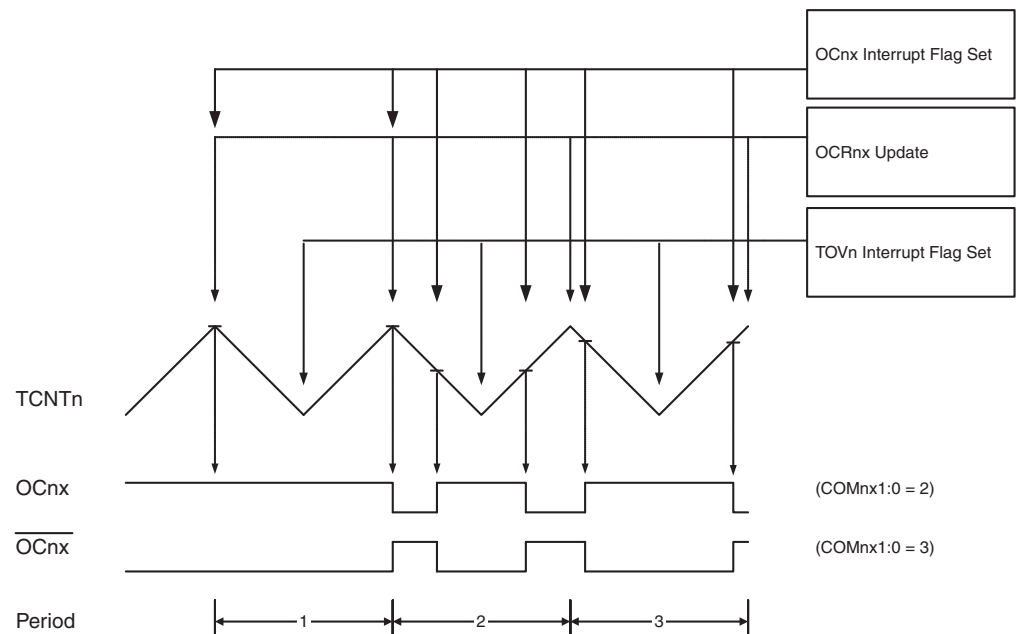 OCnx Interrupt Flag Set
OCRnx Update
TOVn Interrupt Flag Set
TCNTn
OCnx
(COMnx1:0 = 2)
OCnx
(COMnx1:0 = 3)
Period
1
2
3